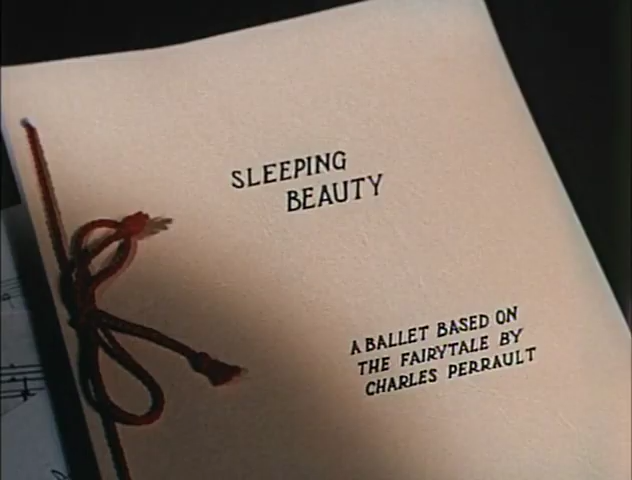 SLEEPING
BEAUTY
A BALLET BASED ON
THE FAIRYTALE BY
CHARLES PERRAULT